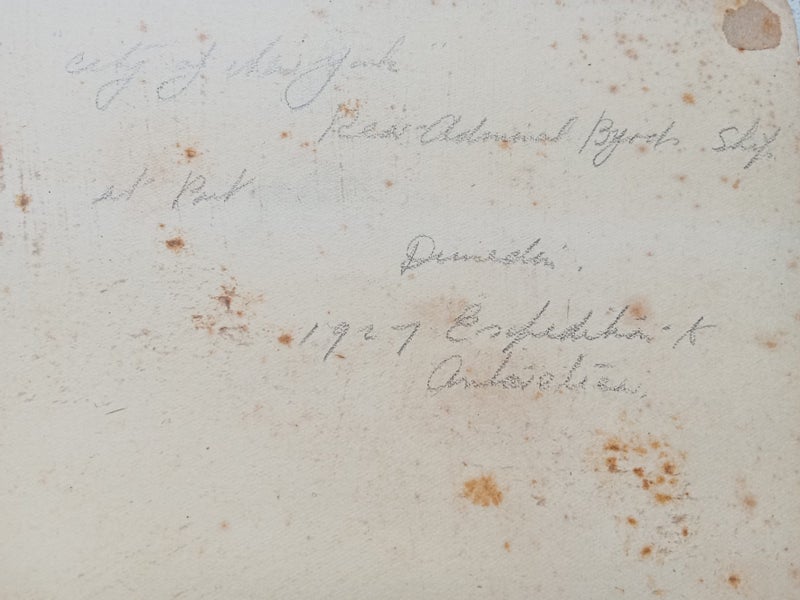 "City of New York"
Rear Admiral Byrd's Ship
at Port
Dunedin.
1927 Expedition to
Antarctica.